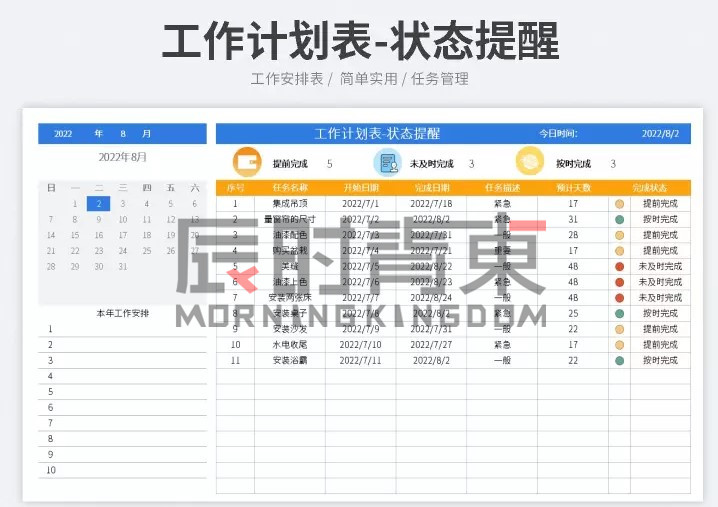 工作计划表-状态提醒
工作安排表 / 简单实用 / 任务管理
2022 年 8 月
2022年8月
日 一 二 三 四 五 六
1 2 3 4 5 6
7 8 9 10 11 12 13
14 15 16 17 18 19 20
21 22 23 24 25 26 27
28 29 30 31
本年工作安排
1
2
3
4
5
6
7
8
9
10
工作计划表-状态提醒 今日时间: 2022/8/2
提前完成 5 未及时完成 3 按时完成 3
序号 任务名称 开始日期 完成日期 任务描述 预计天数 完成状态
1 集成吊顶 2022/7/1 2022/7/18 紧急 17 提前完成
2 量窗帘的尺寸 2022/7/2 2022/8/2 紧急 31 按时完成
3 油漆配色 2022/7/3 2022/7/31 一般 28 提前完成
4 购买盆栽 2022/7/4 2022/7/21 重要 17 提前完成
5 美缝 2022/7/5 2022/8/22 一般 48 未及时完成
6 油漆上色 2022/7/6 2022/8/23 紧急 48 未及时完成
7 安装两张床 2022/7/7 2022/8/24 一般 48 未及时完成
8 安装桌子 2022/7/8 2022/8/2 紧急 25 按时完成
9 安装沙发 2022/7/9 2022/7/31 一般 22 提前完成
10 水电收尾 2022/7/10 2022/7/27 紧急 17 提前完成
11 安装浴霸 2022/7/11 2022/8/2 一般 22 按时完成
MORNING KINGDOM